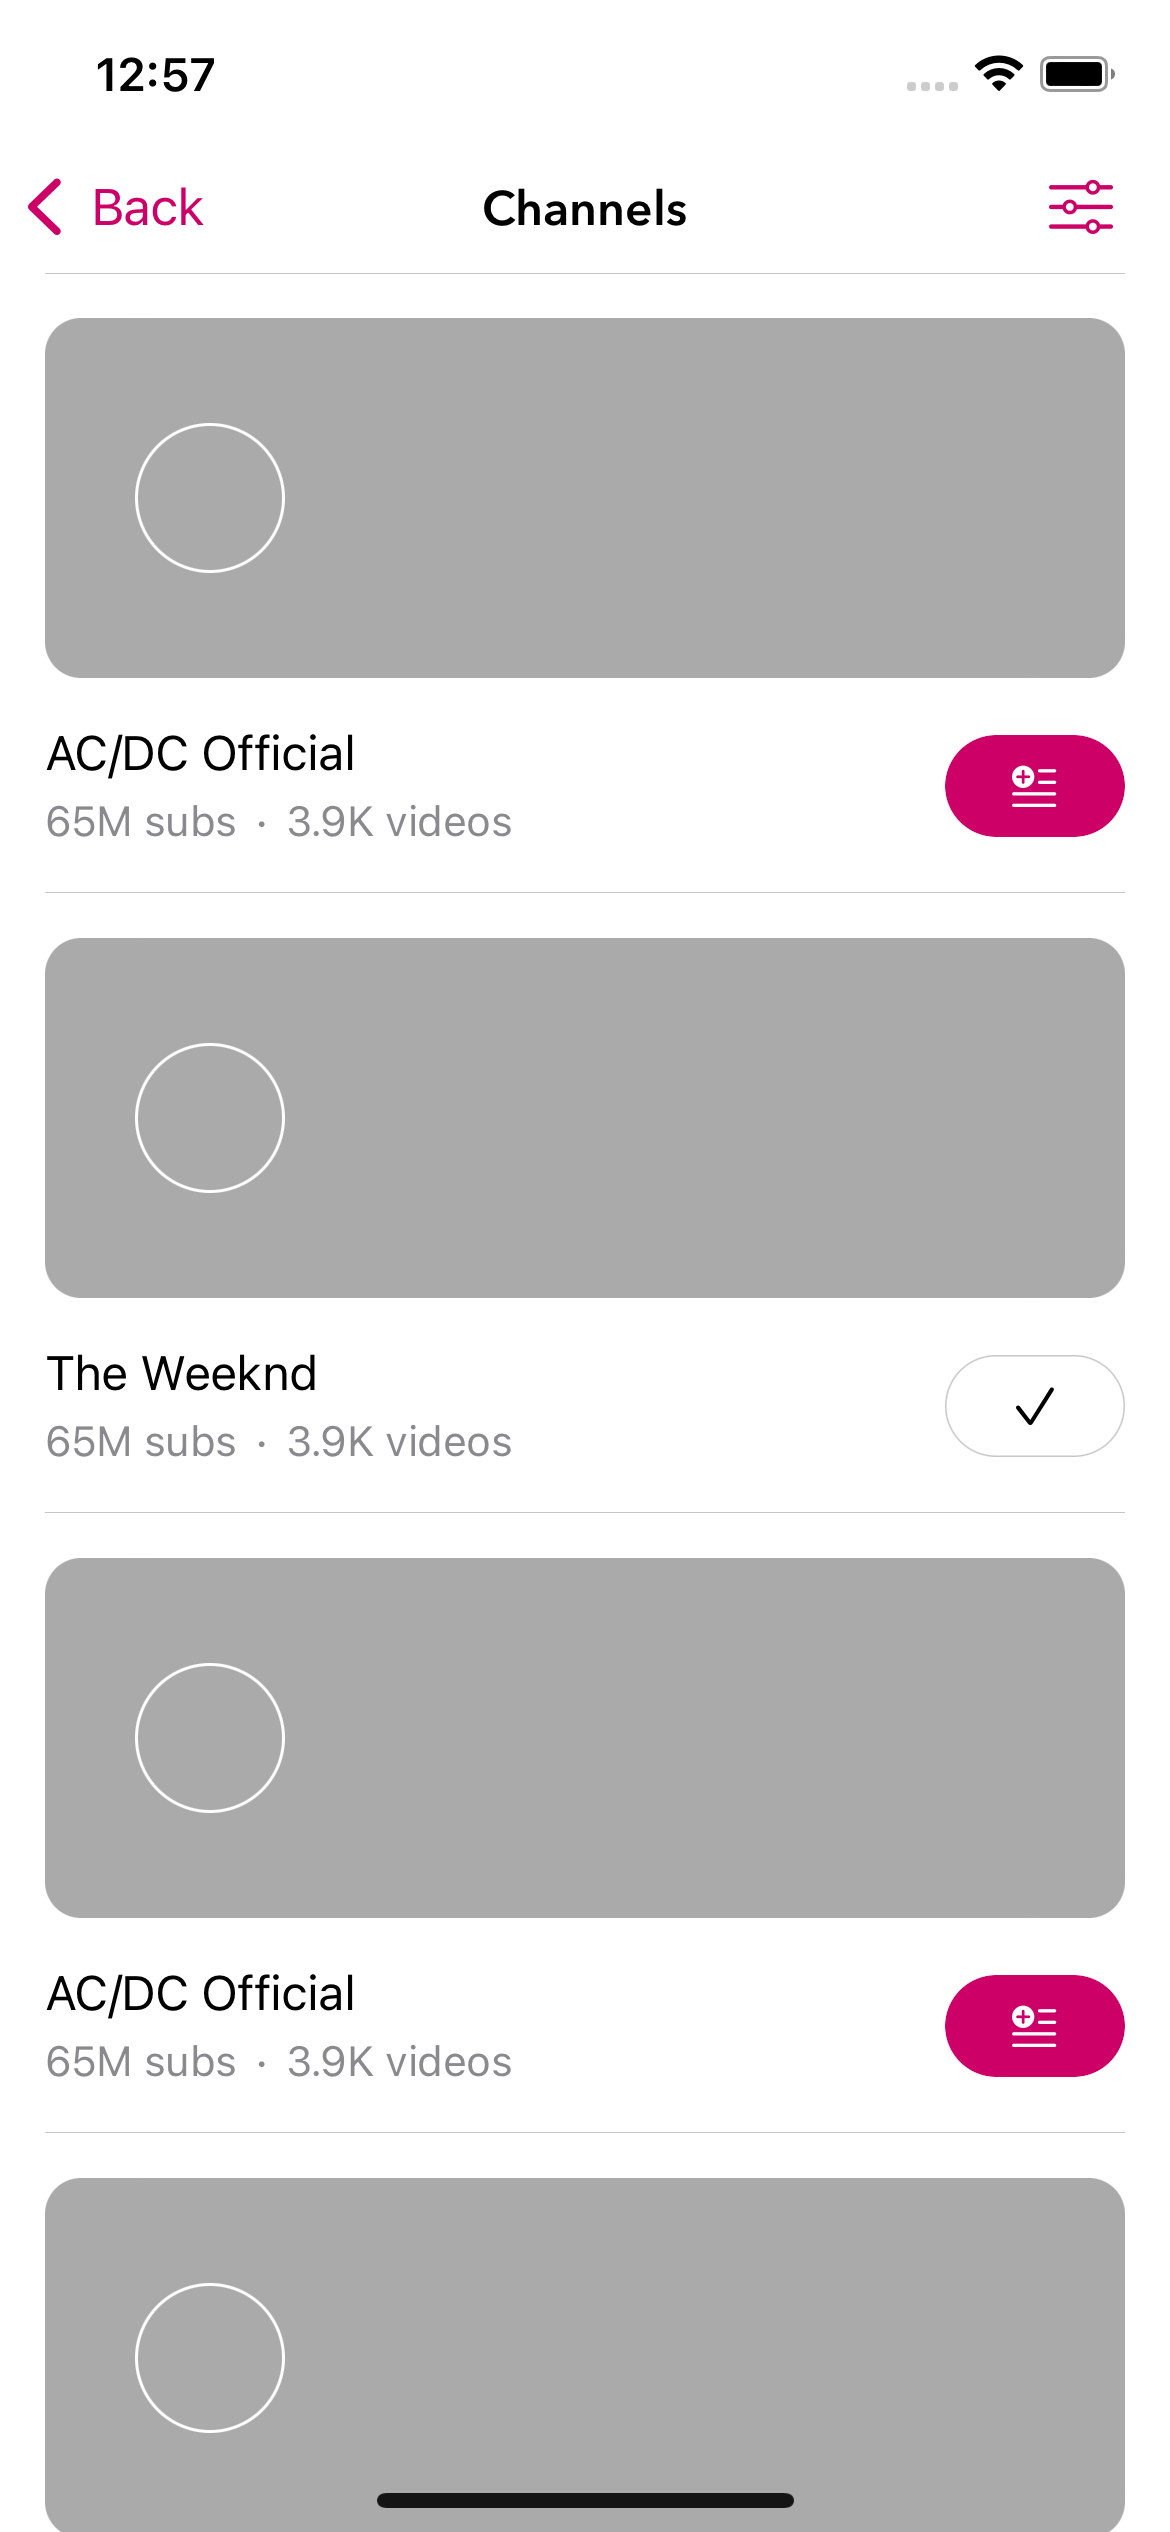 12:57
Back
Channels
AC/DC Official
65M subs · 3.9K videos
The Weeknd
65M subs · 3.9K videos
AC/DC Official
65M subs · 3.9K videos